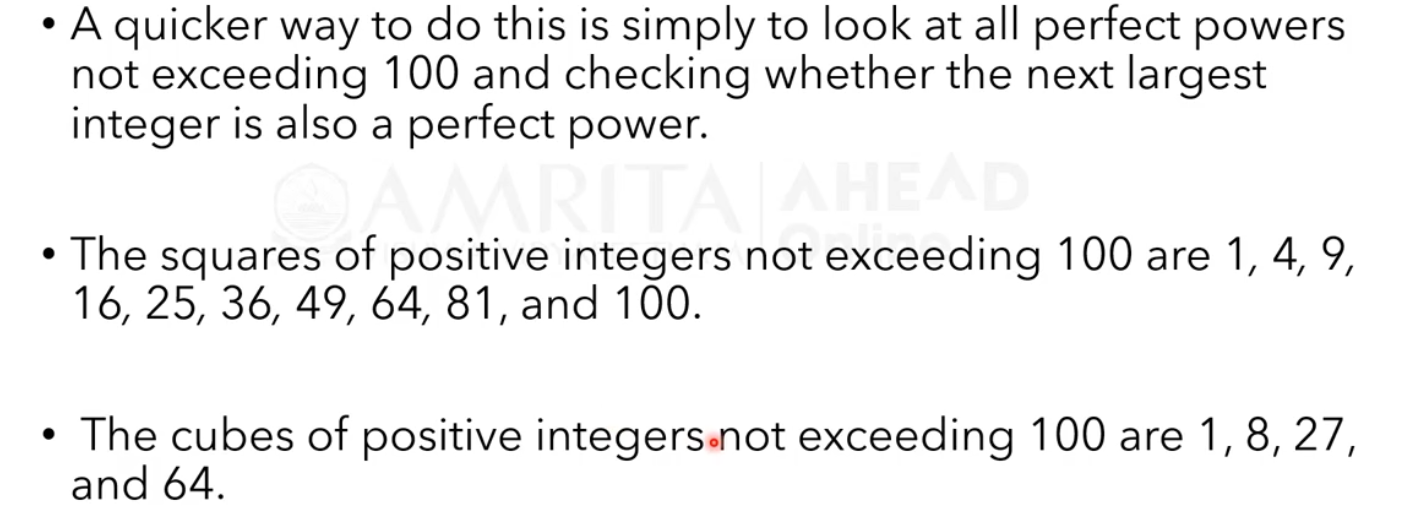 • A quicker way to do this is simply to look at all perfect powers
not exceeding 100 and checking whether the next largest
integer is also a perfect power.
AMRITA AHEAD
Online
• The squares of positive integers not exceeding 100 are 1, 4, 9,
16, 25, 36, 49, 64, 81, and 100.
• The cubes of positive integers not exceeding 100 are 1, 8, 27,
and 64.